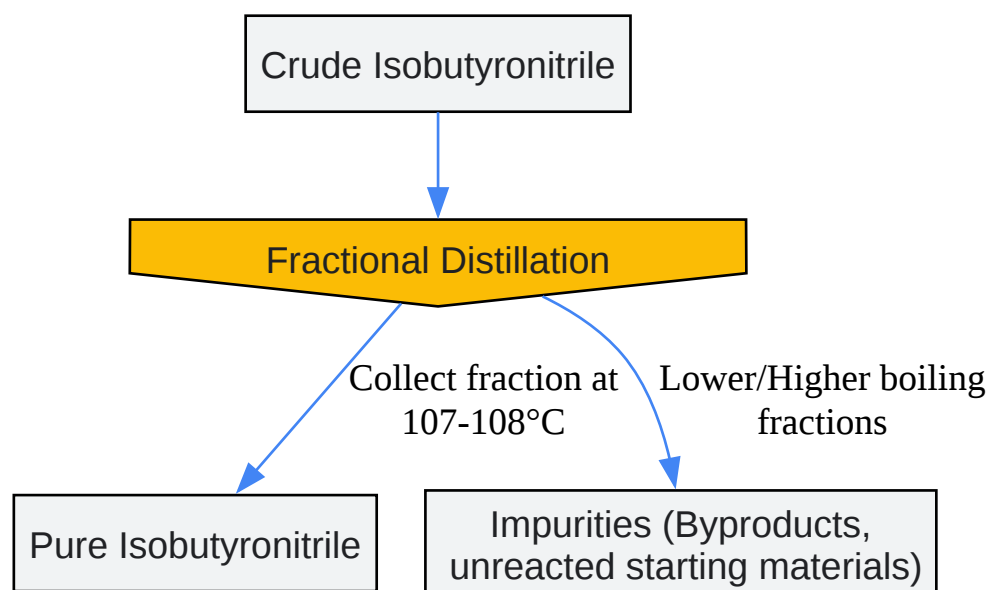 Crude Isobutyronitrile
Fractional Distillation
Collect fraction at
107-108°C
Lower/Higher boiling
fractions
Pure Isobutyronitrile
Impurities (Byproducts,
unreacted starting materials)